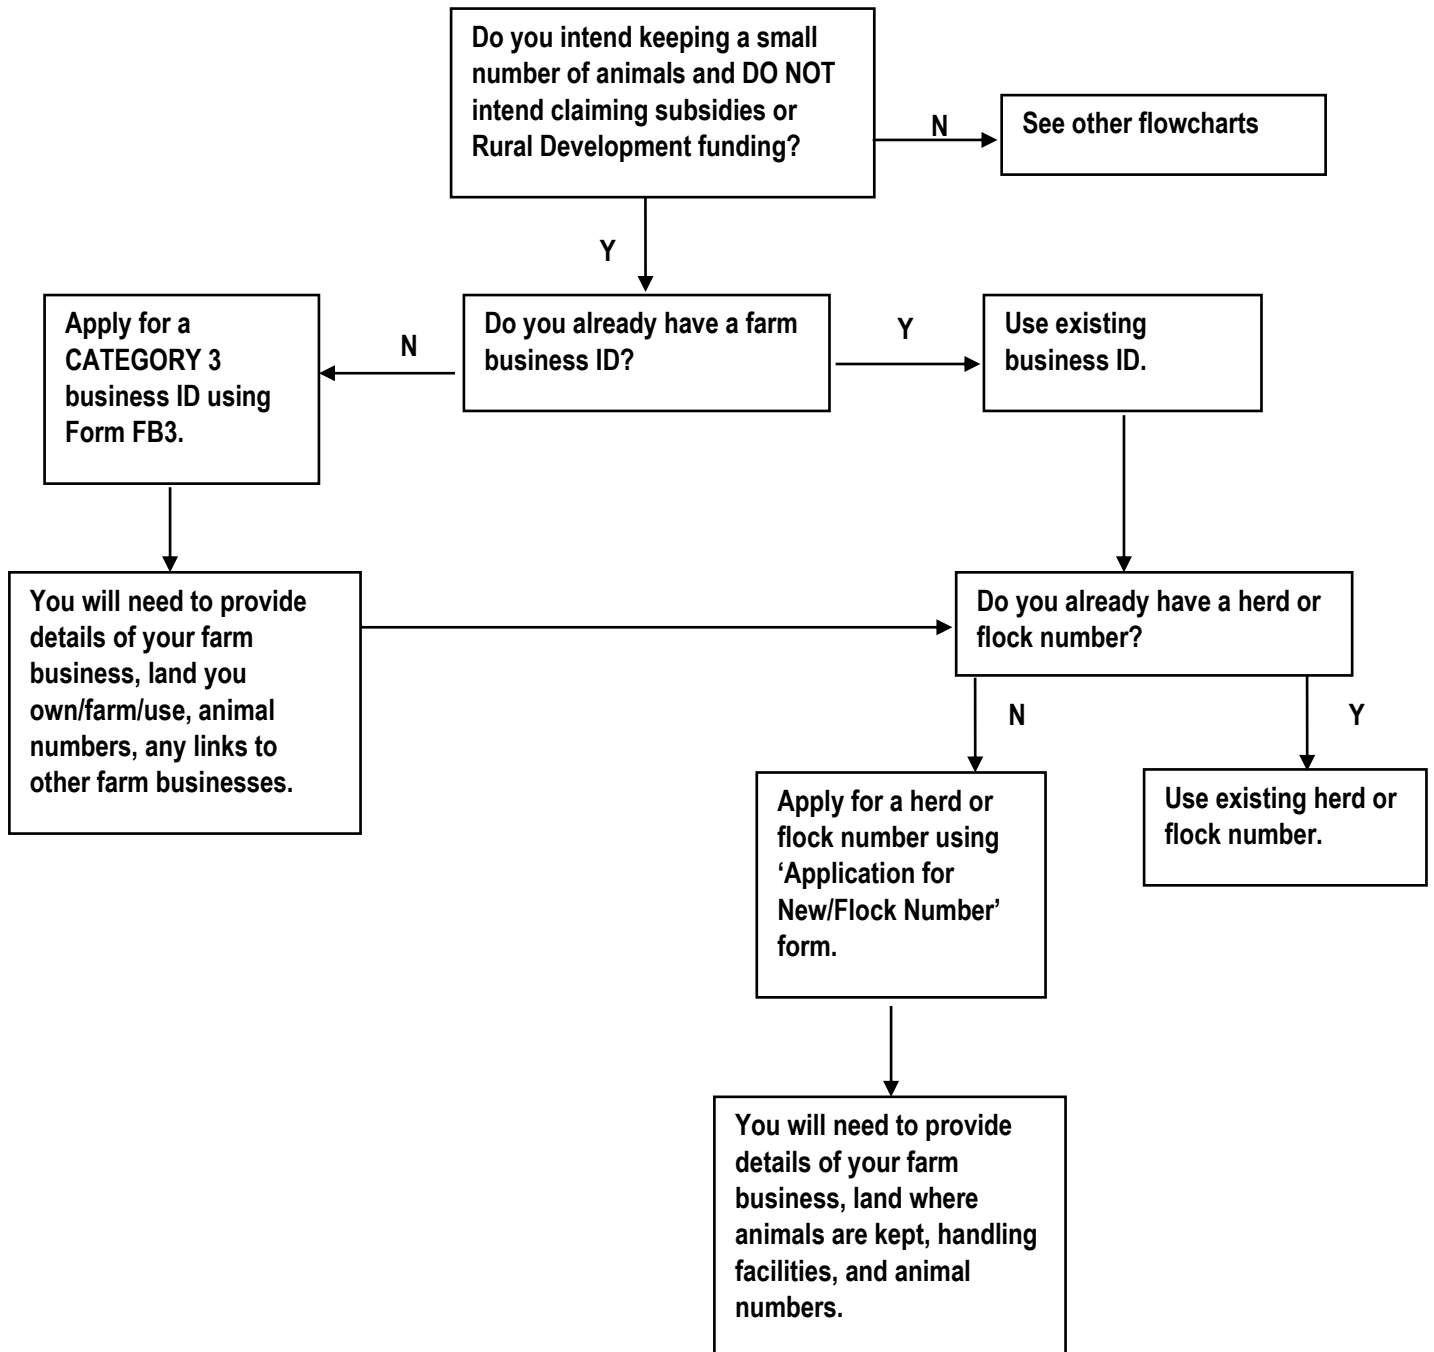 Do you intend keeping a small
number of animals and DO NOT
intend claiming subsidies or
Rural Development funding?
N
See other flowcharts
Y
Apply for a
CATEGORY 3
business ID using
Form FB3.
N
Do you already have a farm
business ID?
Y
Use existing
business ID.
You will need to provide
details of your farm
business, land you
own/farm/use, animal
numbers, any links to
other farm businesses.
Do you already have a herd or
flock number?
N
Y
Apply for a herd or
flock number using
‘Application for
New/Flock Number’
form.
Use existing herd or
flock number.
You will need to provide
details of your farm
business, land where
animals are kept, handling
facilities, and animal
numbers.